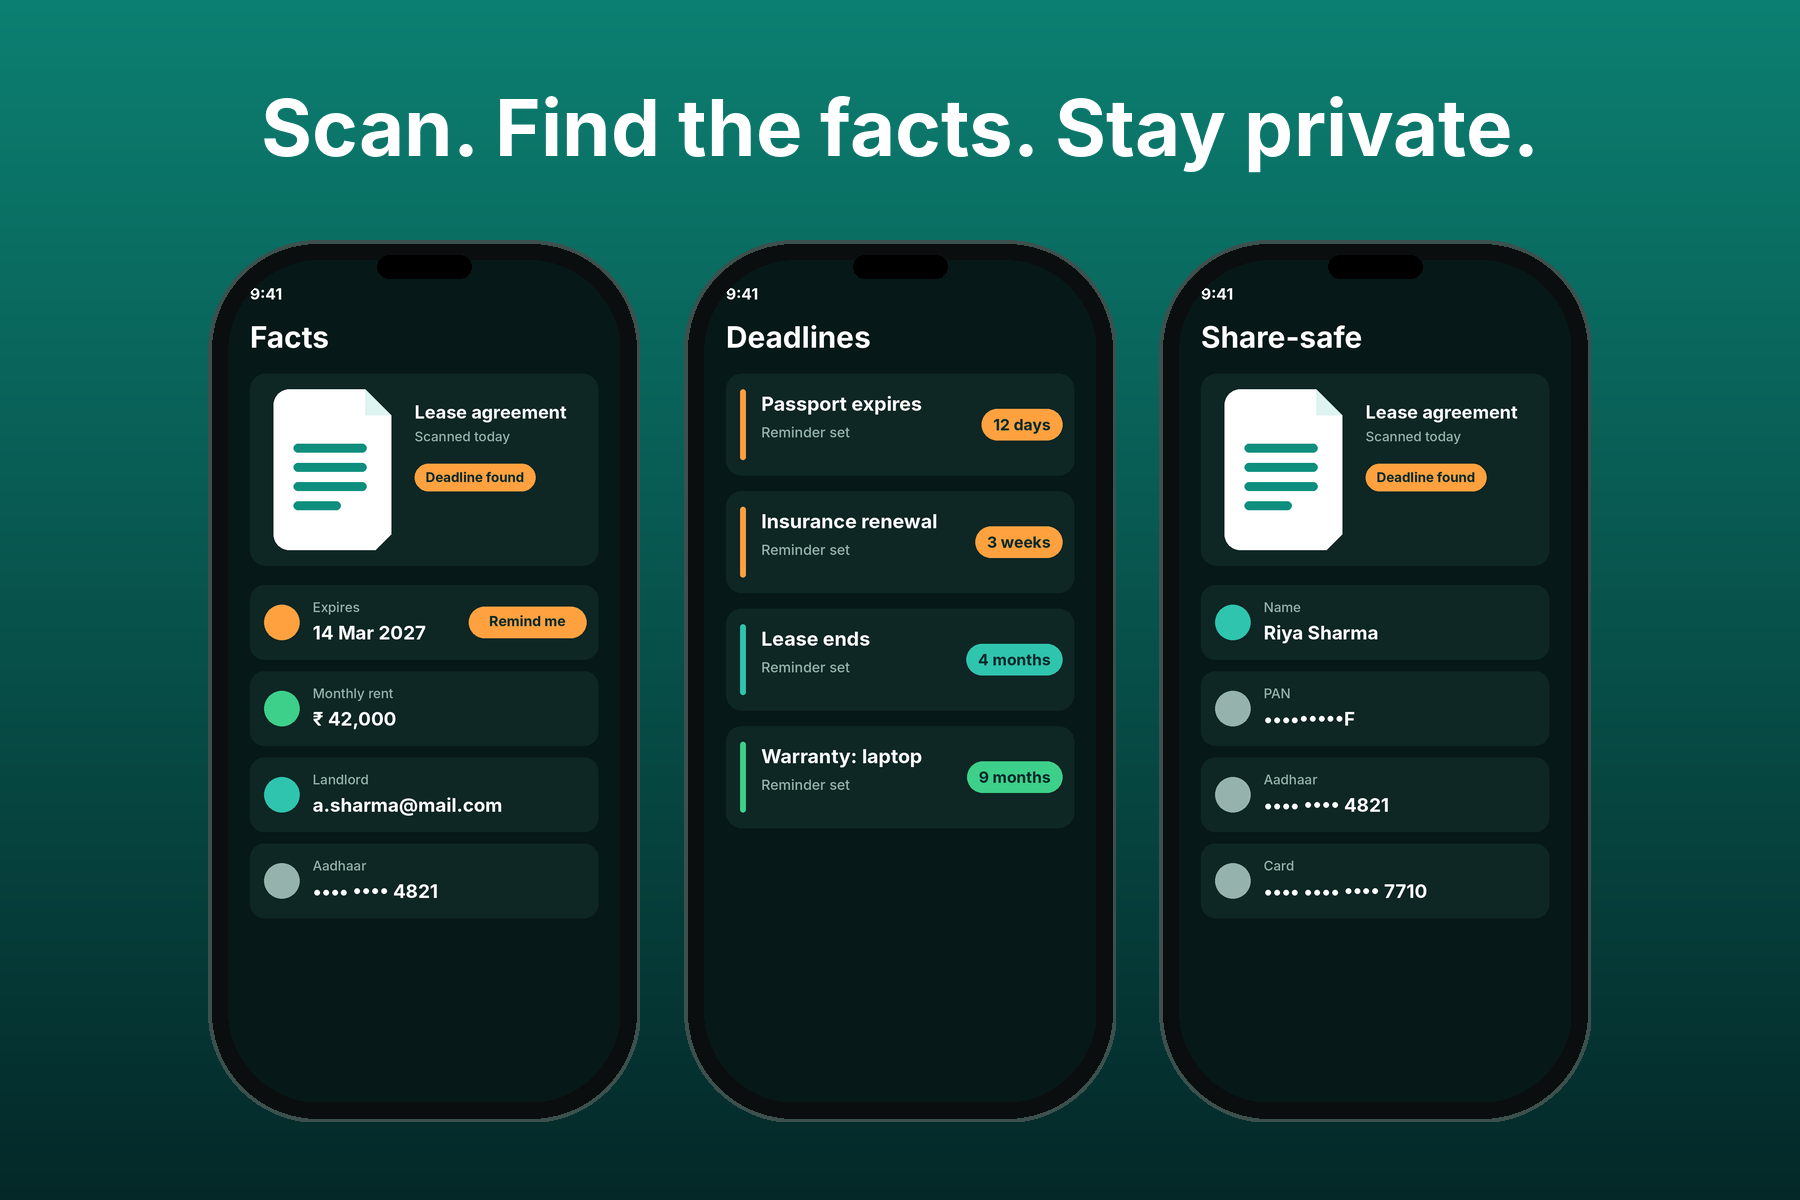 Scan. Find the facts. Stay private.
9:41
Facts
Lease agreement
Scanned today
Deadline found
Expires
14 Mar 2027
Remind me
Monthly rent
₹ 42,000
Landlord
a.sharma@mail.com
Aadhaar
•••• •••• 4821
9:41
Deadlines
Passport expires
Reminder set
12 days
Insurance renewal
Reminder set
3 weeks
Lease ends
Reminder set
4 months
Warranty: laptop
Reminder set
9 months
9:41
Share-safe
Lease agreement
Scanned today
Deadline found
Name
Riya Sharma
PAN
•••••••••F
Aadhaar
•••• •••• 4821
Card
•••• •••• •••• 7710